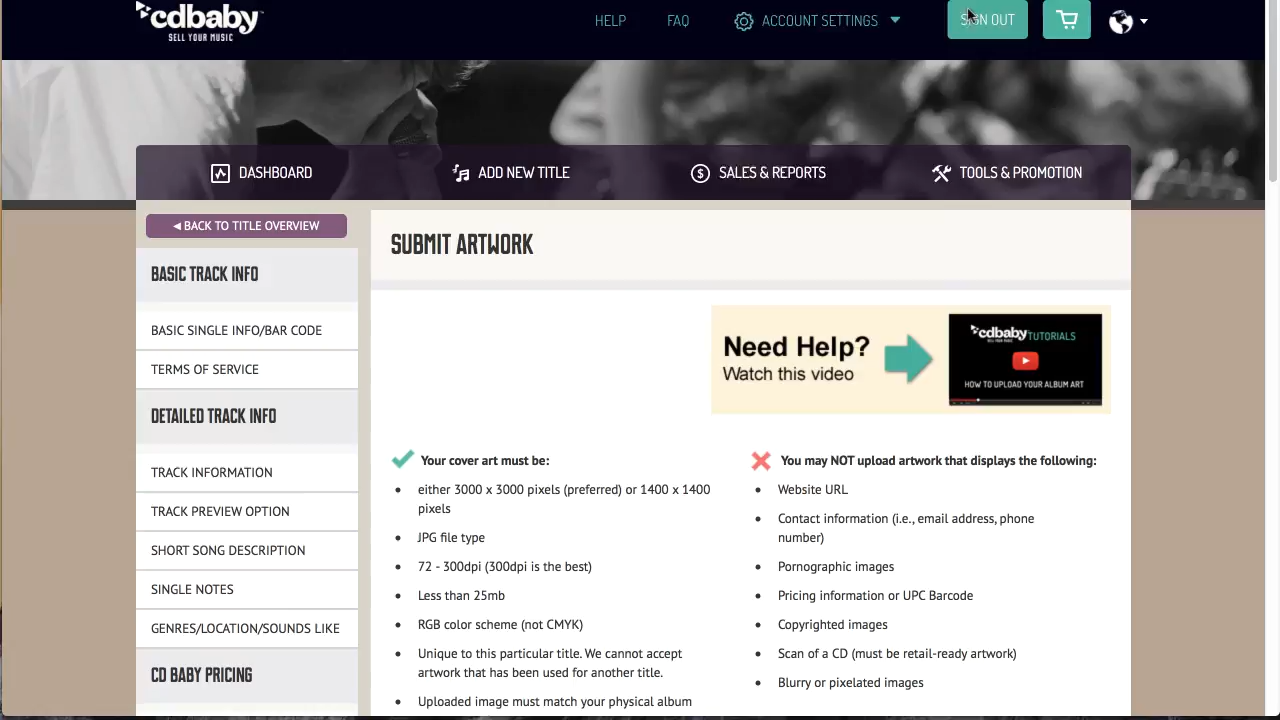 cdbaby
SELL YOUR MUSIC
HELP
FAQ
ACCOUNT SETTINGS
SIGN OUT
DASHBOARD
ADD NEW TITLE
$ SALES & REPORTS
TOOLS & PROMOTION
◀ BACK TO TITLE OVERVIEW
BASIC TRACK INFO
BASIC SINGLE INFO/BAR CODE
TERMS OF SERVICE
DETAILED TRACK INFO
TRACK INFORMATION
TRACK PREVIEW OPTION
SHORT SONG DESCRIPTION
SINGLE NOTES
GENRES/LOCATION/SOUNDS LIKE
CD BABY PRICING
SUBMIT ARTWORK
Need Help?
Watch this video
cdbaby TUTORIALS
HOW TO UPLOAD YOUR ALBUM ART
Your cover art must be:
• either 3000 x 3000 pixels (preferred) or 1400 x 1400
pixels
• JPG file type
• 72 - 300dpi (300dpi is the best)
• Less than 25mb
• RGB color scheme (not CMYK)
• Unique to this particular title. We cannot accept
artwork that has been used for another title.
• Uploaded image must match your physical album
You may NOT upload artwork that displays the following:
• Website URL
• Contact information (i.e., email address, phone
number)
• Pornographic images
• Pricing information or UPC Barcode
• Copyrighted images
• Scan of a CD (must be retail-ready artwork)
• Blurry or pixelated images